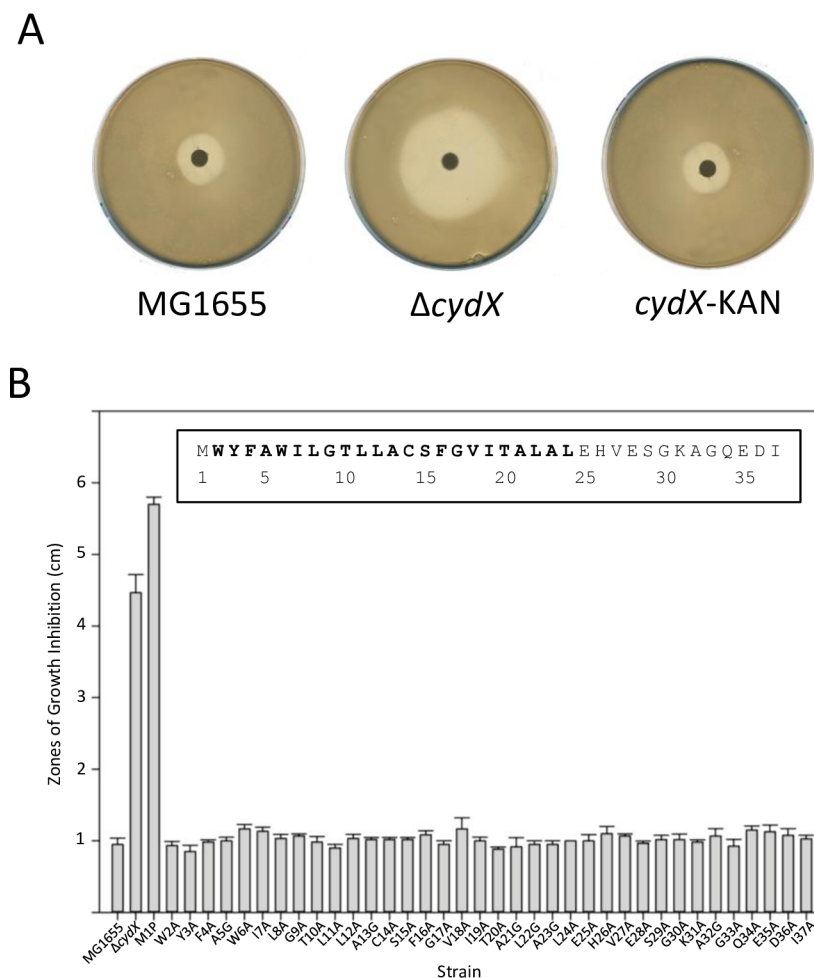 A
MG1655
ΔcydX
cydX-KAN
B
MWYFAWILGTLLACSFGVITALALEHVESGKAGQEDI
1 5 10 15 20 25 30 35
6
5
4
3
2
1
Zones of Growth Inhibition (cm)
MG1655 ΔcydX M1P W2A Y3A F4A A5G W6A I7A L8A G9A T10A L11A L12A A13G C14A S15A F16A G17A V18A I19A T20A A21G L22G A23G L24A E25A H26A V27A E28A S29A G30A K31A A32G G33A Q34A E35A D36A I37A
Strain